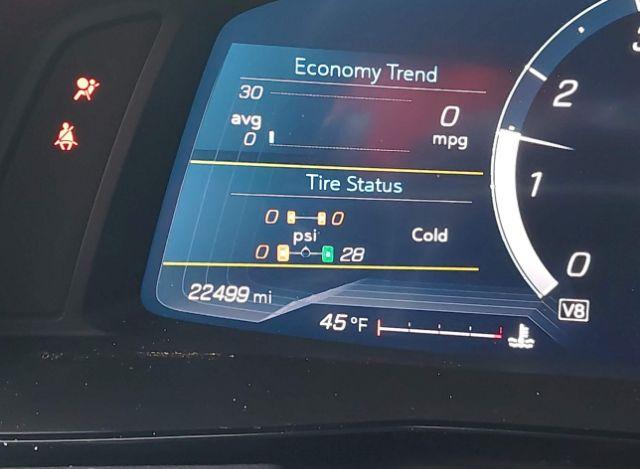 Economy Trend
30
avg 0 mpg
0
Tire Status
0 0
psi Cold
0 28
22499 mi
45 °F
3
2
1
0
V8